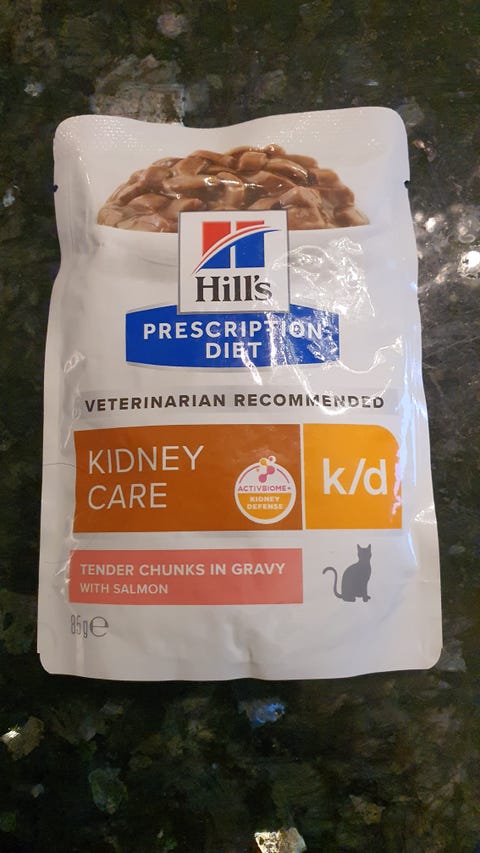 Hill's
PRESCRIPTION
DIET
VETERINARIAN RECOMMENDED
KIDNEY
CARE
ACTIVBIOME+
KIDNEY
DEFENSE
k/d
TENDER CHUNKS IN GRAVY
WITH SALMON
85g℮